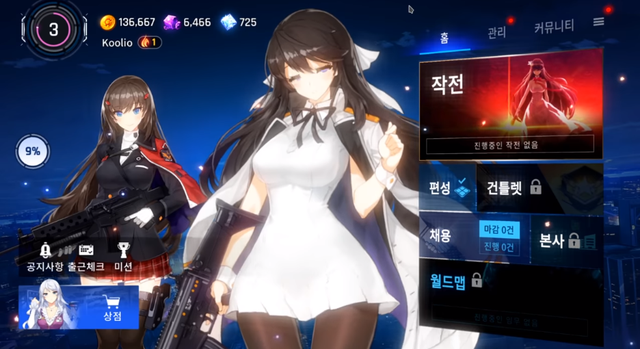 3
136,667
6,466
725
Koolio
1
홈
관리
커뮤니티
작전
진행중인 작전 없음
9%
편성
건틀렛
채용
마감 0건
진행 0건
본사
공지사항
출근체크
미션
월드맵
상점